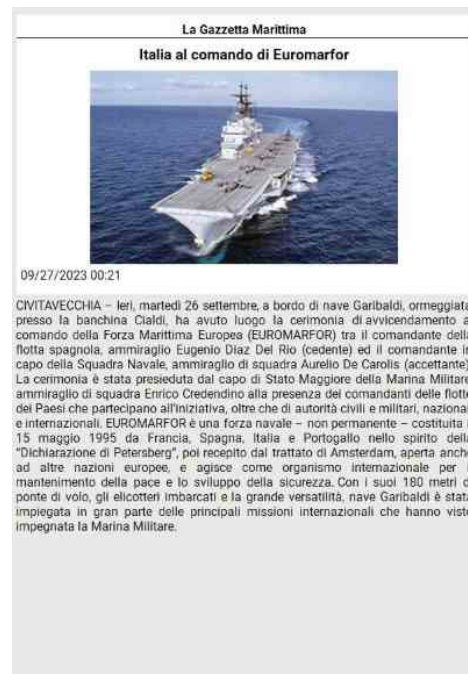 La Gazzetta Marittima
Italia al comando di Euromarfor
09/27/2023 00:21
CIVITAVECCHIA – Ieri, martedì 26 settembre, a bordo di nave Garibaldi, ormeggiata
presso la banchina Cialdi, ha avuto luogo la cerimonia di avvicendamento a
comando della Forza Marittima Europea (EUROMARFOR) tra il comandante della
flotta spagnola, ammiraglio Eugenio Diaz Del Rio (cedente) ed il comandante in
capo della Squadra Navale, ammiraglio di squadra Aurelio De Carolis (accettante).
La cerimonia è stata presieduta dal capo di Stato Maggiore della Marina Militare
ammiraglio di squadra Enrico Credendino alla presenza dei comandanti delle flotte
dei Paesi che partecipano all'iniziativa, oltre che di autorità civili e militari, naziona
e internazionali. EUROMARFOR è una forza navale – non permanente – costituita i
15 maggio 1995 da Francia, Spagna, Italia e Portogallo nello spirito della
"Dichiarazione di Petersberg", poi recepito dal trattato di Amsterdam, aperta anche
ad altre nazioni europee, e agisce come organismo internazionale per i
mantenimento della pace e lo sviluppo della sicurezza. Con i suoi 180 metri d
ponte di volo, gli elicotteri imbarcati e la grande versatilità, nave Garibaldi è stata
impiegata in gran parte delle principali missioni internazionali che hanno visto
impegnata la Marina Militare.